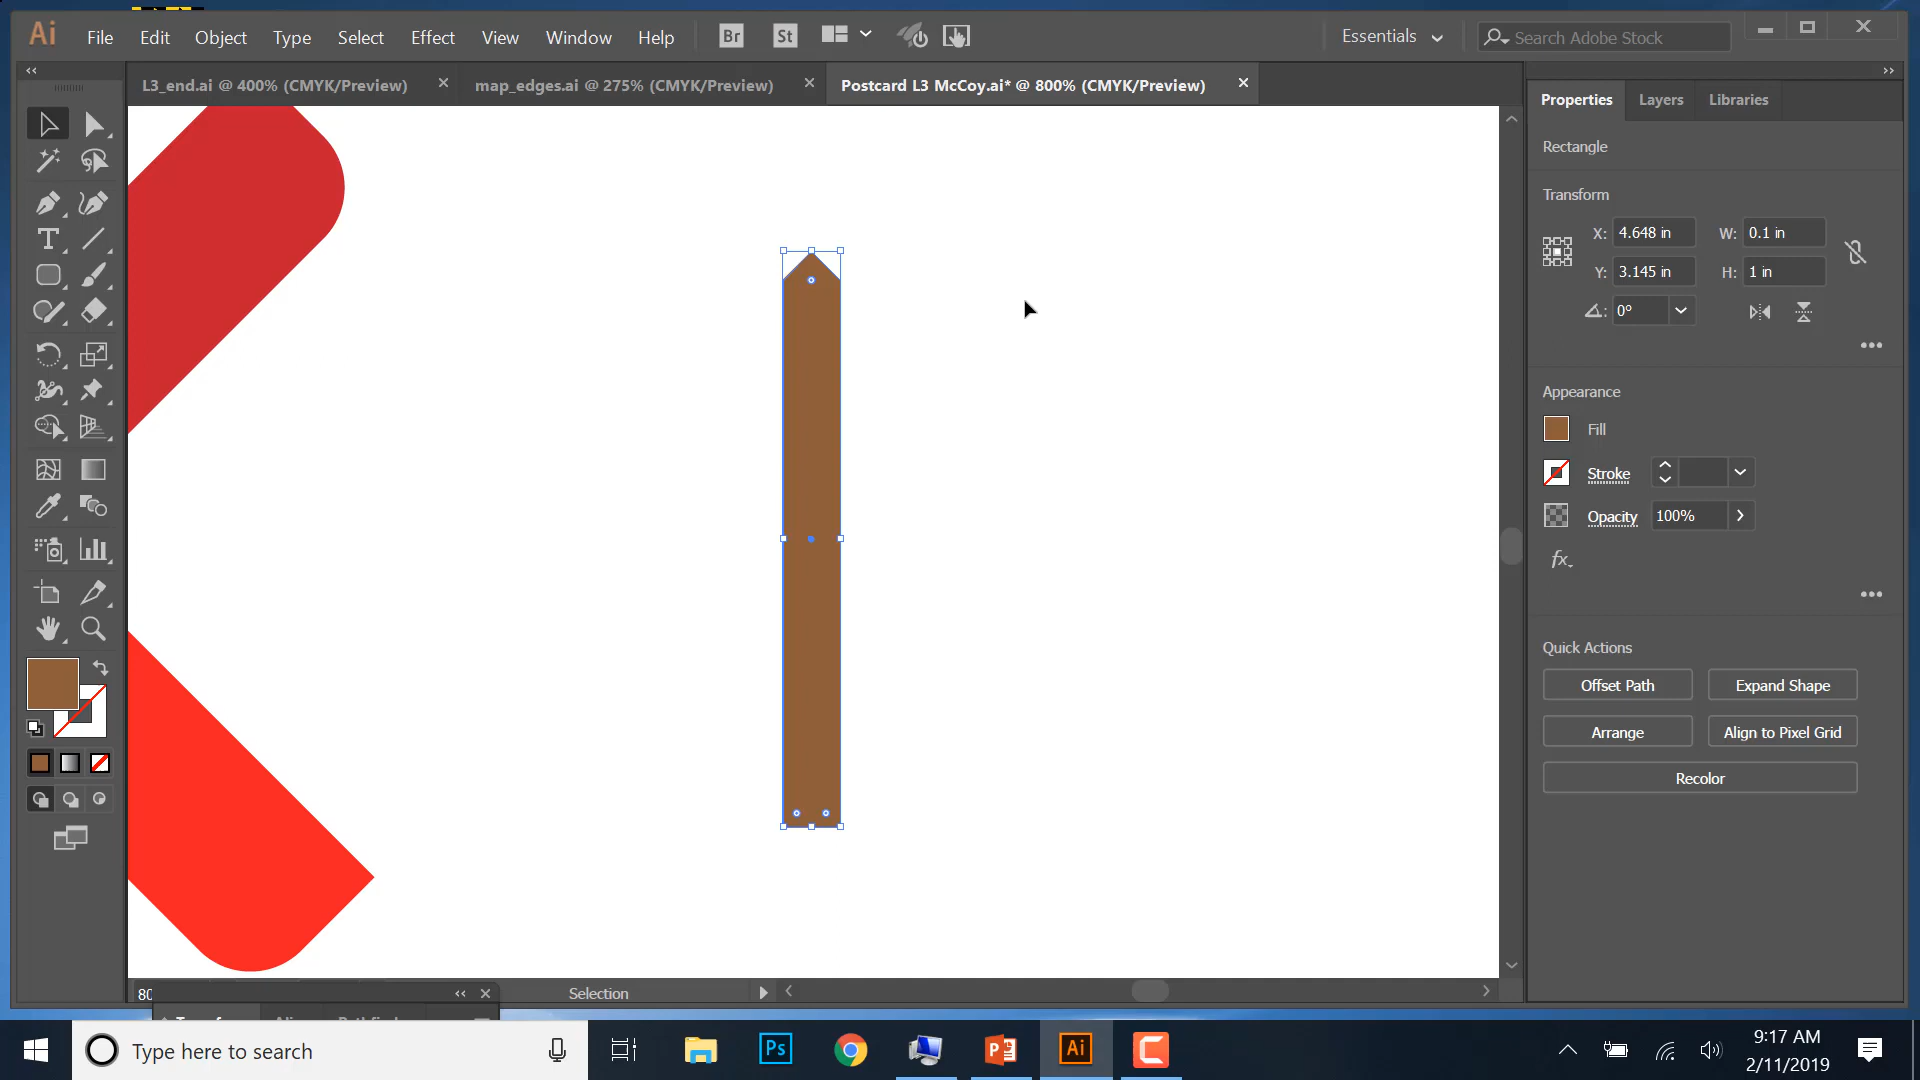 Ai File Edit Object Type Select Effect View Window Help Br St Essentials Search Adobe Stock
L3_end.ai @ 400% (CMYK/Preview) map_edges.ai @ 275% (CMYK/Preview) Postcard L3 McCoy.ai* @ 800% (CMYK/Preview)
Properties Layers Libraries
Rectangle
Transform
X: 4.648 in W: 0.1 in
Y: 3.145 in H: 1 in
0°
Appearance
Fill
Stroke
Opacity 100%
fx.
Quick Actions
Offset Path Expand Shape
Arrange Align to Pixel Grid
Recolor
80 Selection
Type here to search Ps Ai
9:17 AM
2/11/2019